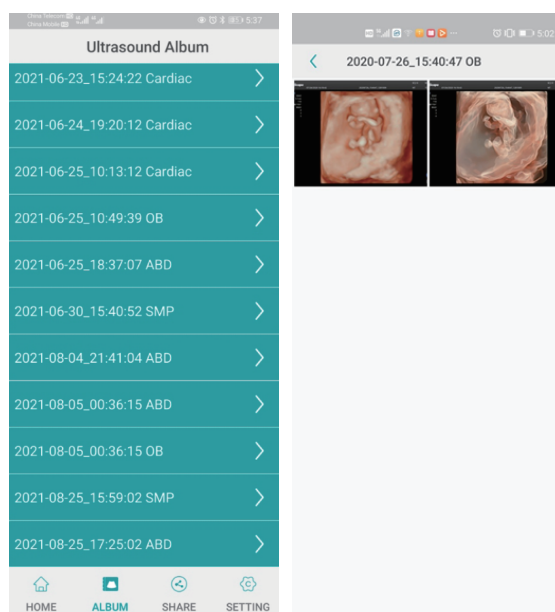 China Telecom HD
China Mobile HD
5:37
Ultrasound Album
2021-06-23_15:24:22 Cardiac
2021-06-24_19:20:12 Cardiac
2021-06-25_10:13:12 Cardiac
2021-06-25_10:49:39 OB
2021-06-25_18:37:07 ABD
2021-06-30_15:40:52 SMP
2021-08-04_21:41:04 ABD
2021-08-05_00:36:15 ABD
2021-08-05_00:36:15 OB
2021-08-25_15:59:02 SMP
2021-08-25_17:25:02 ABD
HOME ALBUM SHARE SETTING
5:02
2020-07-26_15:40:47 OB